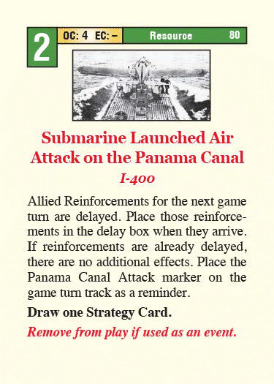 2 OC: 4 EC: – Resource 80
Submarine Launched Air
Attack on the Panama Canal
I-400
Allied Reinforcements for the next game
turn are delayed. Place those reinforce-
ments in the delay box when they arrive.
If reinforcements are already delayed,
there are no additional effects. Place the
Panama Canal Attack marker on the
game turn track as a reminder.
Draw one Strategy Card.
Remove from play if used as an event.